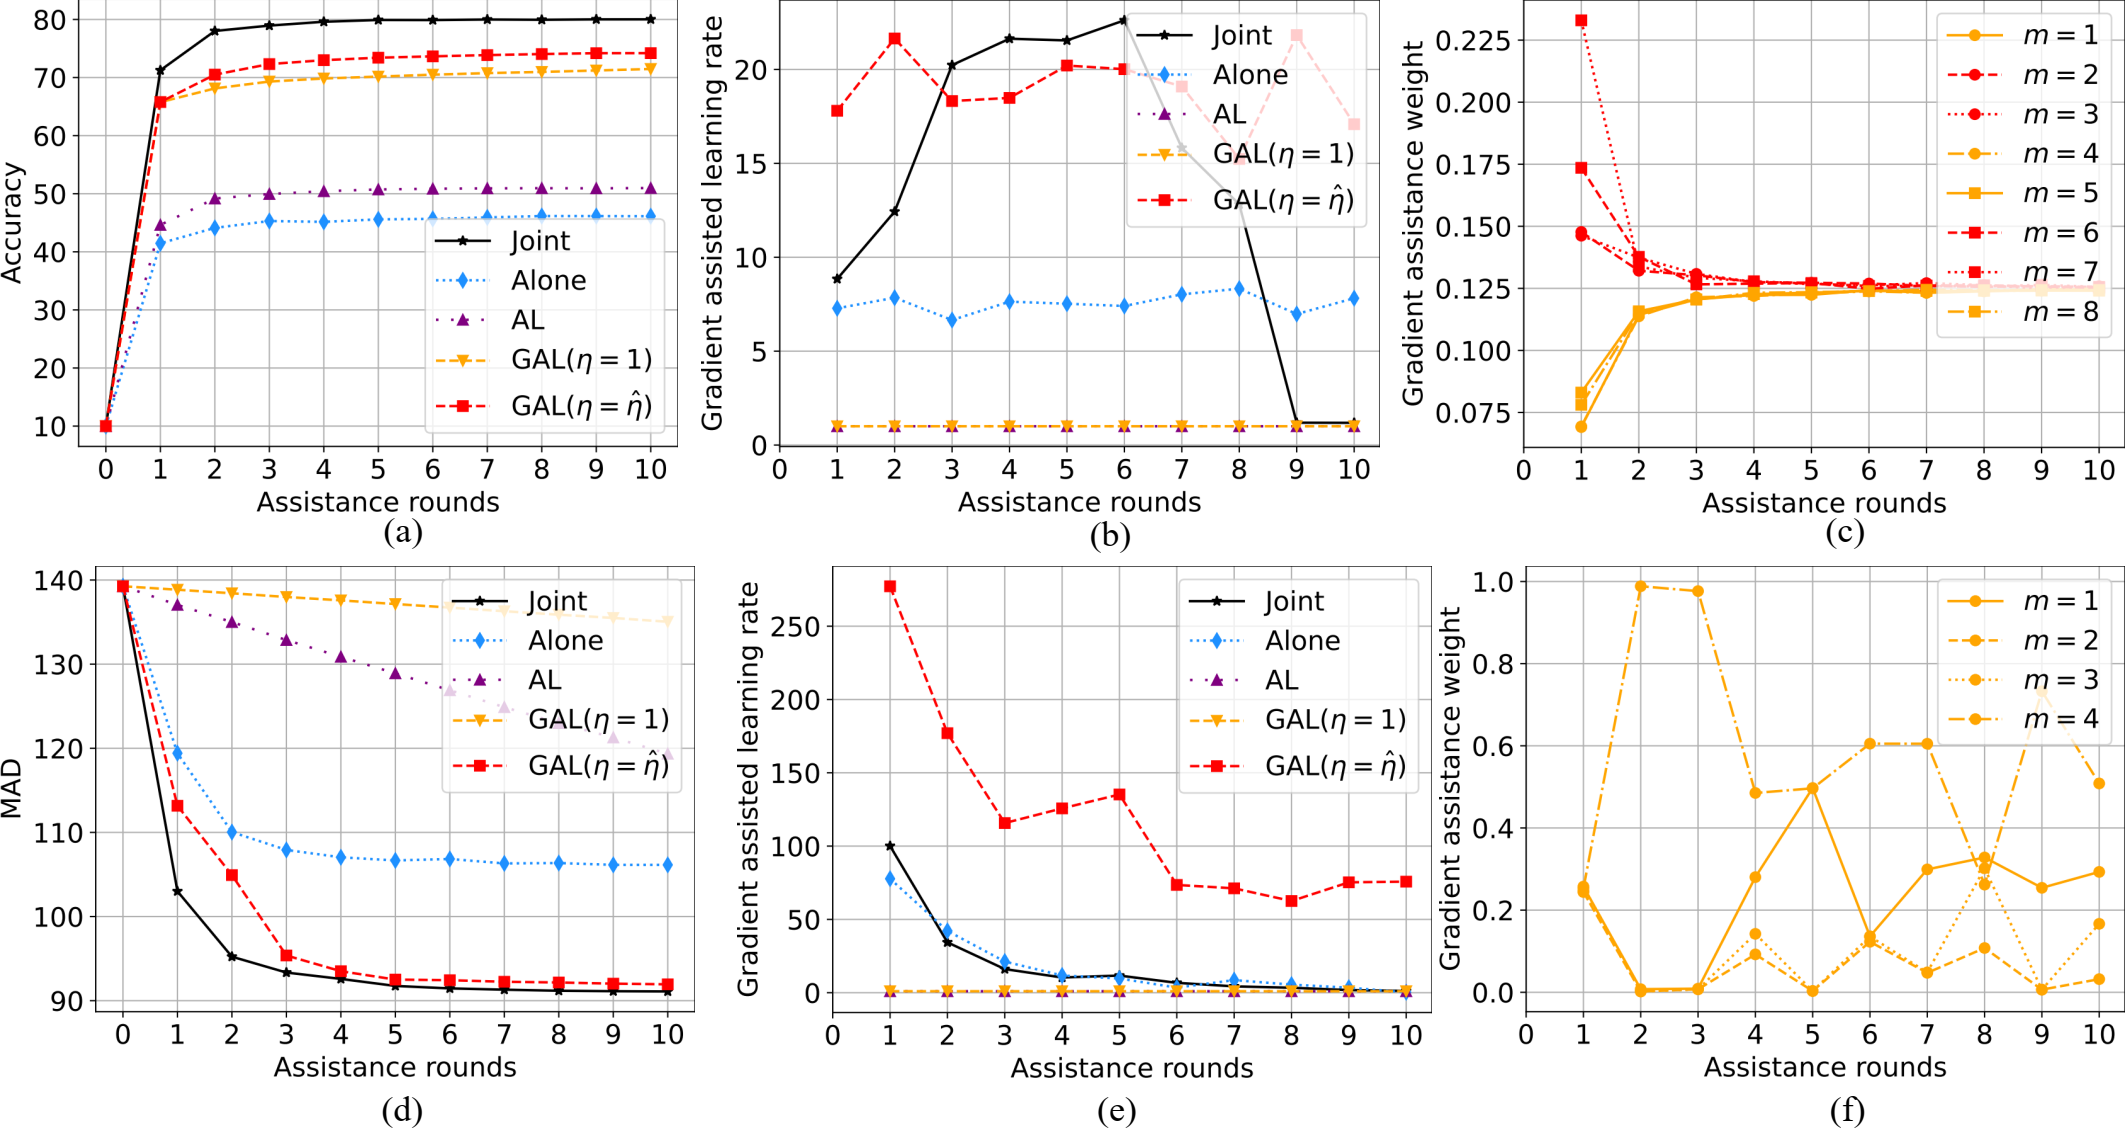 Accuracy
80
70
60
50
40
30
20
10
0 1 2 3 4 5 6 7 8 9 10
Assistance rounds
Joint
Alone
AL
GAL(η = 1)
GAL(η = η̂)
(a)
Gradient assisted learning rate
20
15
10
5
0
0 1 2 3 4 5 6 7 8 9 10
Assistance rounds
Joint
Alone
AL
GAL(η = 1)
GAL(η = η̂)
(b)
Gradient assistance weight
0.225
0.200
0.175
0.150
0.125
0.100
0.075
0 1 2 3 4 5 6 7 8 9 10
Assistance rounds
m = 1
m = 2
m = 3
m = 4
m = 5
m = 6
m = 7
m = 8
(c)
MAD
140
130
120
110
100
90
0 1 2 3 4 5 6 7 8 9 10
Assistance rounds
Joint
Alone
AL
GAL(η = 1)
GAL(η = η̂)
(d)
Gradient assisted learning rate
250
200
150
100
50
0
0 1 2 3 4 5 6 7 8 9 10
Assistance rounds
Joint
Alone
AL
GAL(η = 1)
GAL(η = η̂)
(e)
Gradient assistance weight
1.0
0.8
0.6
0.4
0.2
0.0
0 1 2 3 4 5 6 7 8 9 10
Assistance rounds
m = 1
m = 2
m = 3
m = 4
(f)